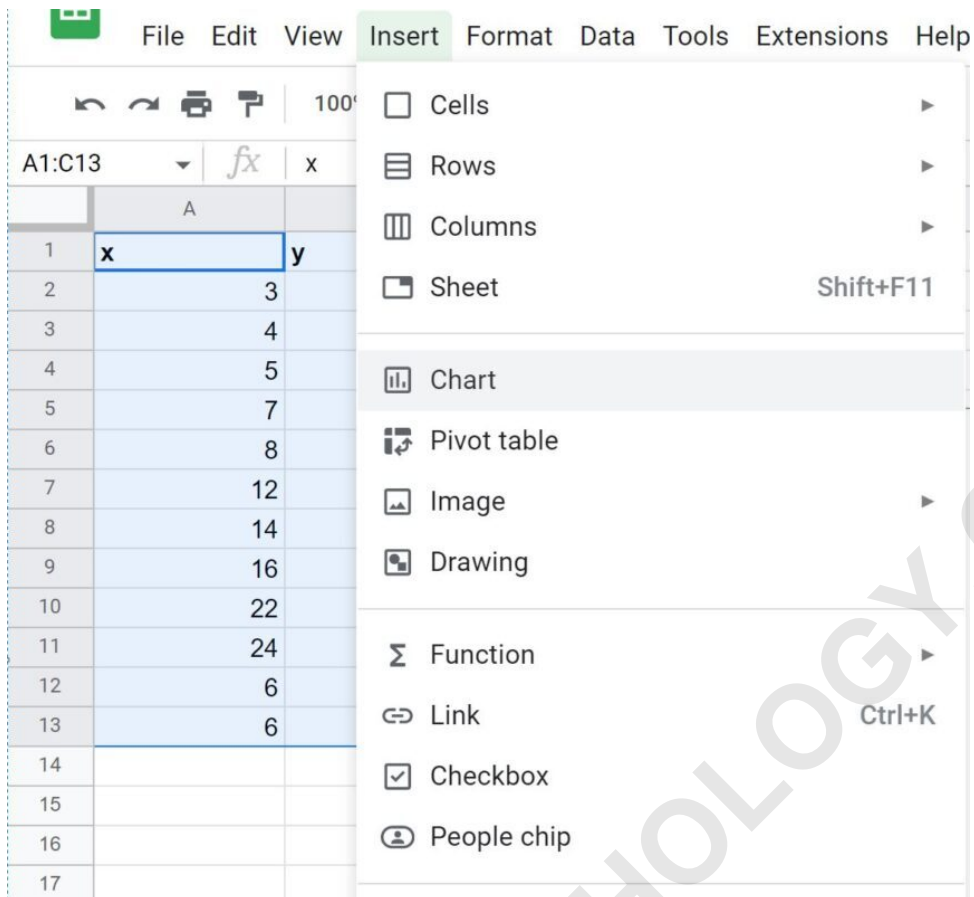 File Edit View Insert Format Data Tools Extensions Help
100%
A1:C13 fx x
A
1 x y
2 3
3 4
4 5
5 7
6 8
7 12
8 14
9 16
10 22
11 24
12 6
13 6
14
15
16
17
Cells
Rows
Columns
Sheet Shift+F11
Chart
Pivot table
Image
Drawing
Σ Function
Link Ctrl+K
Checkbox
People chip
HOLOGY